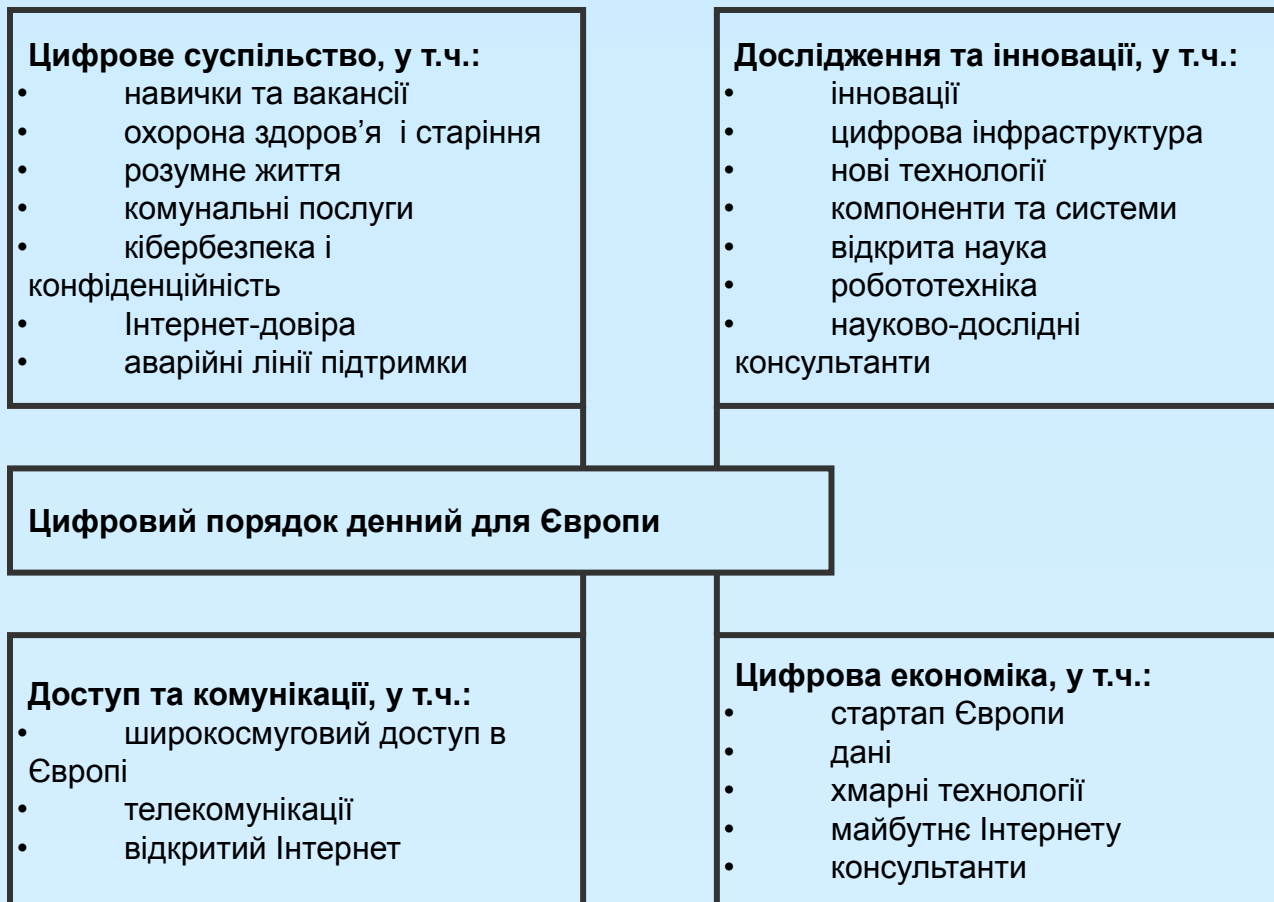 Цифрове суспільство, у т.ч.:
• навички та вакансії
• охорона здоров’я і старіння
• розумне життя
• комунальні послуги
• кібербезпека і
конфіденційність
• Інтернет-довіра
• аварійні лінії підтримки
Дослідження та інновації, у т.ч.:
• інновації
• цифрова інфраструктура
• нові технології
• компоненти та системи
• відкрита наука
• робототехніка
• науково-дослідні
консультанти
Цифровий порядок денний для Європи
Доступ та комунікації, у т.ч.:
• широкосмуговий доступ в
Європі
• телекомунікації
• відкритий Інтернет
Цифрова економіка, у т.ч.:
• стартап Європи
• дані
• хмарні технології
• майбутнє Інтернету
• консультанти